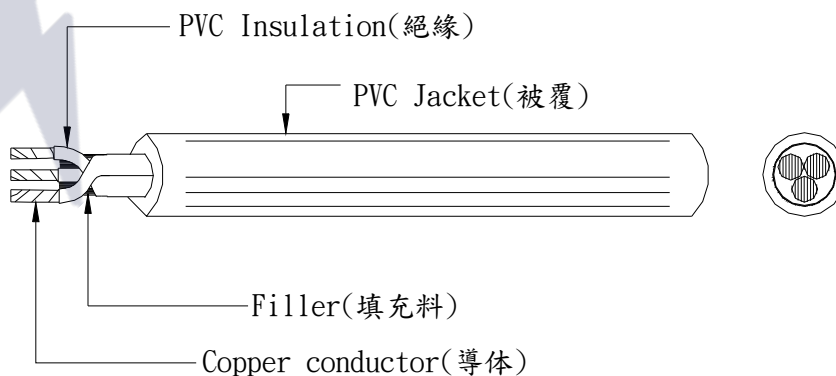 PVC Insulation(絕緣)
PVC Jacket(被覆)
Filler(填充料)
Copper conductor(導体)